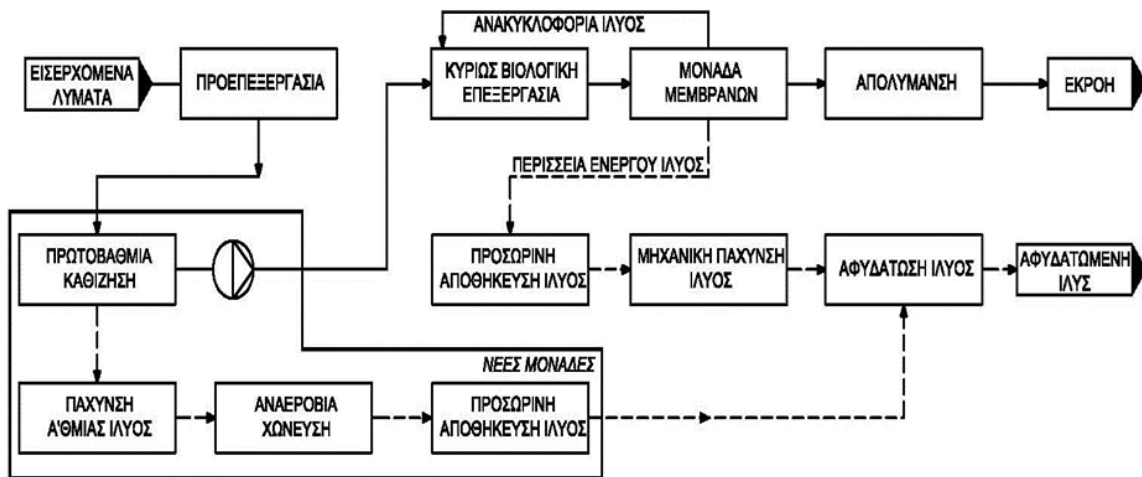 ΑΝΑΚΥΚΛΟΦΟΡΙΑ ΙΛΥΟΣ
ΕΙΣΕΡΧΟΜΕΝΑ
ΛΥΜΑΤΑ
ΠΡΟΕΠΕΞΕΡΓΑΣΙΑ
ΚΥΡΙΩΣ ΒΙΟΛΟΓΙΚΗ
ΕΠΕΞΕΡΓΑΣΙΑ
ΜΟΝΑΔΑ
ΜΕΜΒΡΑΝΩΝ
ΑΠΟΛΥΜΑΝΣΗ
ΕΚΡΟΗ
ΠΕΡΙΣΣΕΙΑ ΕΝΕΡΓΟΥ ΙΛΥΟΣ
ΠΡΩΤΟΒΑΘΜΙΑ
ΚΑΘΙΖΗΣΗ
ΠΡΟΣΩΡΙΝΗ
ΑΠΟΘΗΚΕΥΣΗ ΙΛΥΟΣ
ΜΗΧΑΝΙΚΗ ΠΑΧΥΝΣΗ
ΙΛΥΟΣ
ΑΦΥΔΑΤΩΣΗ ΙΛΥΟΣ
ΑΦΥΔΑΤΩΜΕΝΗ
ΙΛΥΣ
ΝΕΕΣ ΜΟΝΑΔΕΣ
ΠΑΧΥΝΣΗ
Α'ΘΜΙΑΣ ΙΛΥΟΣ
ΑΝΑΕΡΟΒΙΑ
ΧΩΝΕΥΣΗ
ΠΡΟΣΩΡΙΝΗ
ΑΠΟΘΗΚΕΥΣΗ ΙΛΥΟΣ